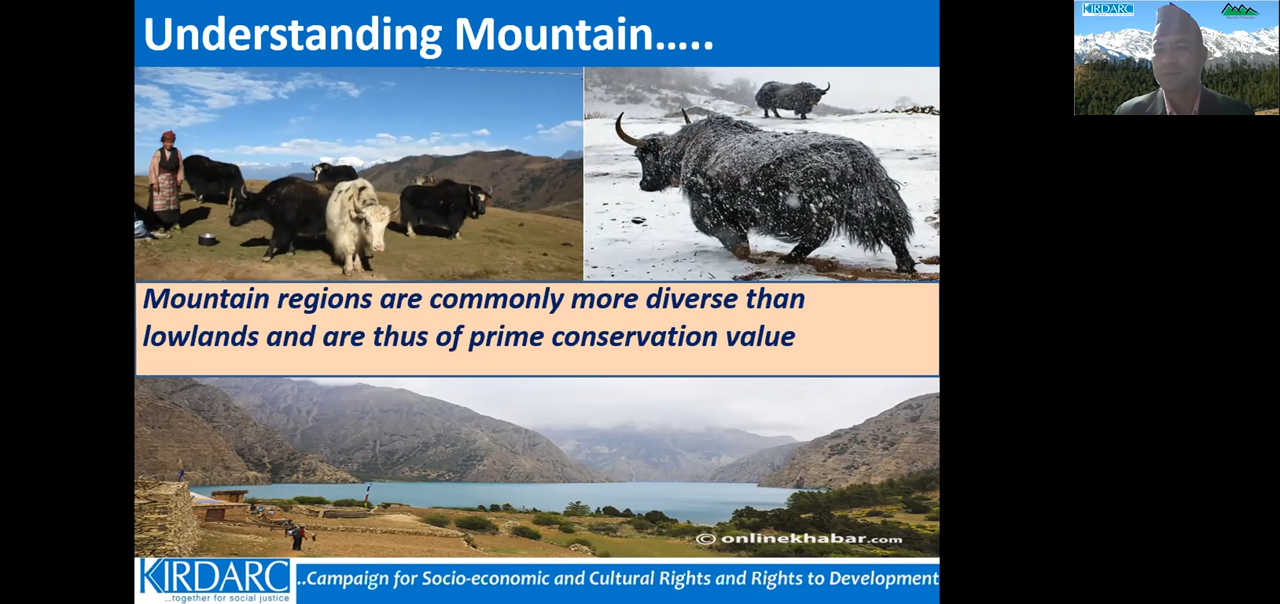 Understanding Mountain…..
Mountain regions are commonly more diverse than
lowlands and are thus of prime conservation value
© onlinekhabar.com
KIRDARC
...together for social justice
..Campaign for Socio-economic and Cultural Rights and Rights to Development
KIRDARC